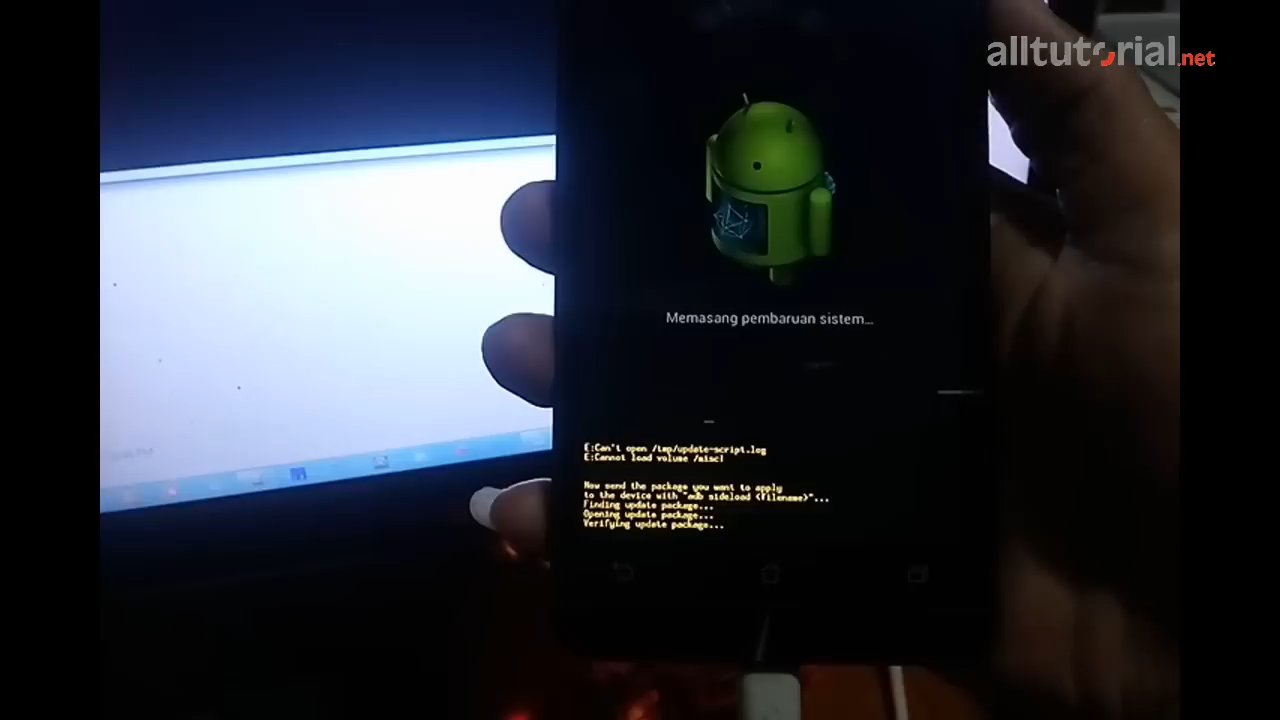 alltutorial.net
Memasang pembaruan sistem...
E:Can't open /tmp/update-script.log
E:Cannot load volume /misc!
Now send the package you want to apply
to the device with "adb sideload <filename>"...
Finding update package...
Opening update package...
Verifying update package...